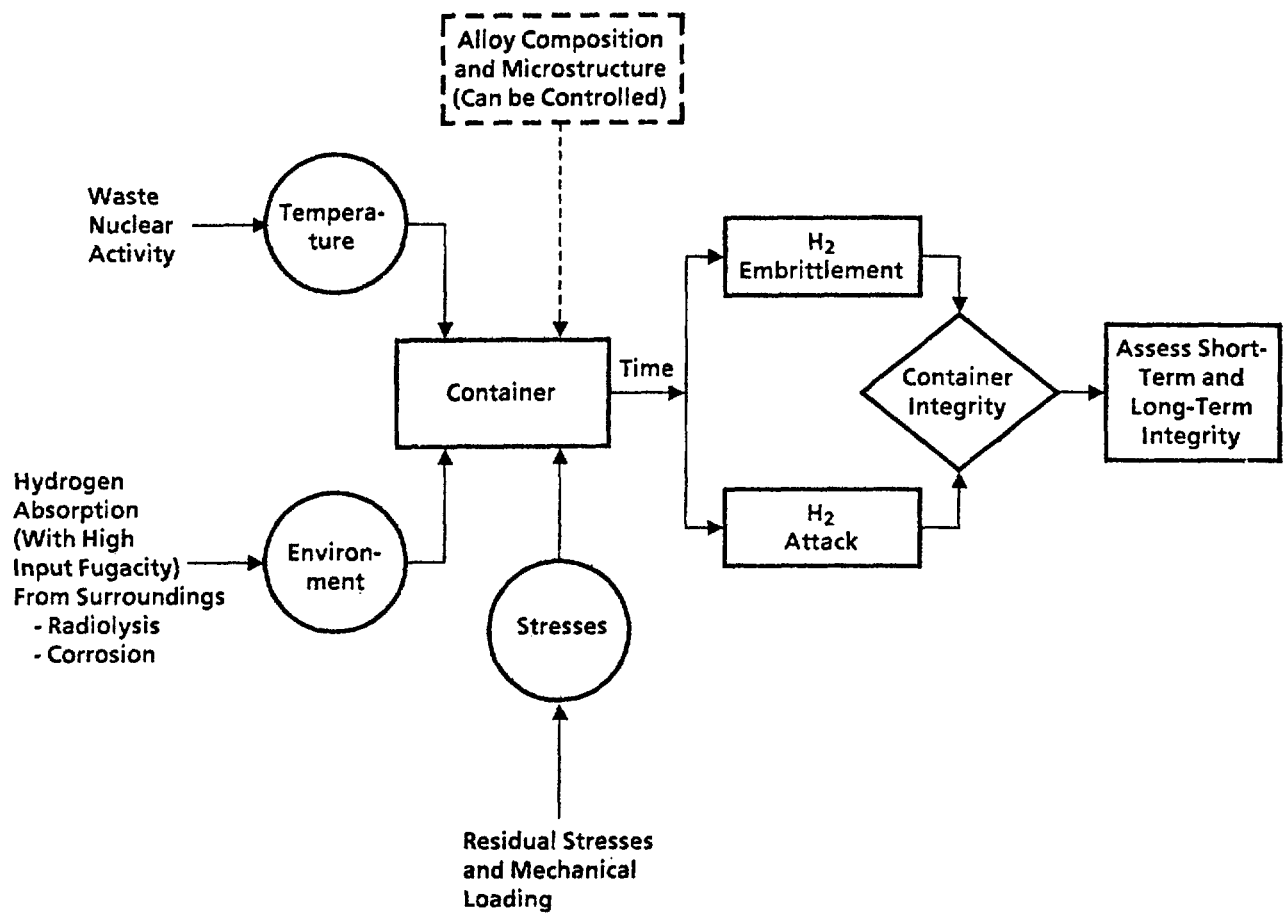 Alloy Composition
and Microstructure
(Can be Controlled)
Waste
Nuclear
Activity
Tempera-
ture
H2
Embrittlement
Time
Container
Container
Integrity
Assess Short-
Term and
Long-Term
Integrity
Hydrogen
Absorption
(With High
Input Fugacity)
From Surroundings
- Radiolysis
- Corrosion
Environ-
ment
H2
Attack
Stresses
Residual Stresses
and Mechanical
Loading